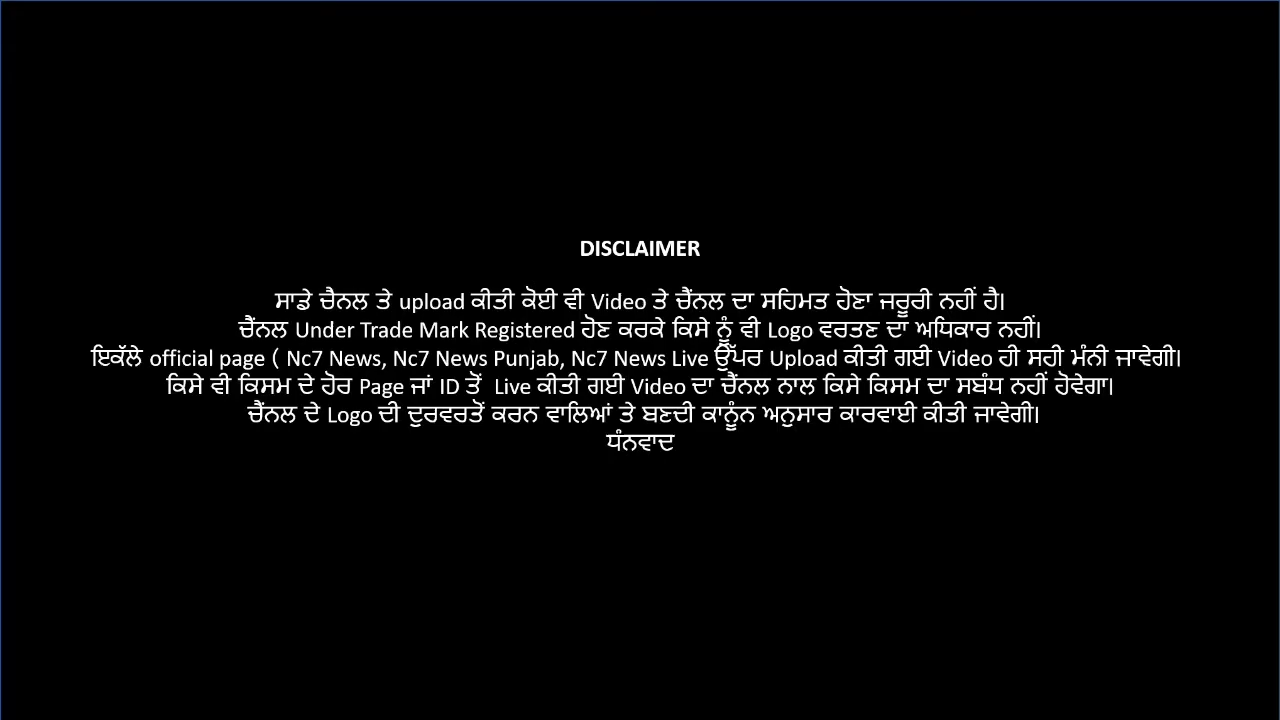 DISCLAIMER
ਸਾਡੇ ਚੈਨਲ ਤੇ upload ਕੀਤੀ ਕੋਈ ਵੀ Video ਤੇ ਚੈਂਨਲ ਦਾ ਸਹਿਮਤ ਹੋਣਾ ਜਰੂਰੀ ਨਹੀਂ ਹੈ।
ਚੈਂਨਲ Under Trade Mark Registered ਹੋਣ ਕਰਕੇ ਕਿਸੇ ਨੂੰ ਵੀ Logo ਵਰਤਣ ਦਾ ਅਧਿਕਾਰ ਨਹੀਂ।
ਇਕੱਲੇ official page ( Nc7 News, Nc7 News Punjab, Nc7 News Live ਉੱਪਰ Upload ਕੀਤੀ ਗਈ Video ਹੀ ਸਹੀ ਮੰਨੀ ਜਾਵੇਗੀ।
ਕਿਸੇ ਵੀ ਕਿਸਮ ਦੇ ਹੋਰ Page ਜਾਂ ID ਤੋਂ Live ਕੀਤੀ ਗਈ Video ਦਾ ਚੈਂਨਲ ਨਾਲ ਕਿਸੇ ਕਿਸਮ ਦਾ ਸਬੰਧ ਨਹੀਂ ਹੋਵੇਗਾ।
ਚੈਂਨਲ ਦੇ Logo ਦੀ ਦੁਰਵਰਤੋਂ ਕਰਨ ਵਾਲਿਆਂ ਤੇ ਬਣਦੀ ਕਾਨੂੰਨ ਅਨੁਸਾਰ ਕਾਰਵਾਈ ਕੀਤੀ ਜਾਵੇਗੀ।
ਧੰਨਵਾਦ